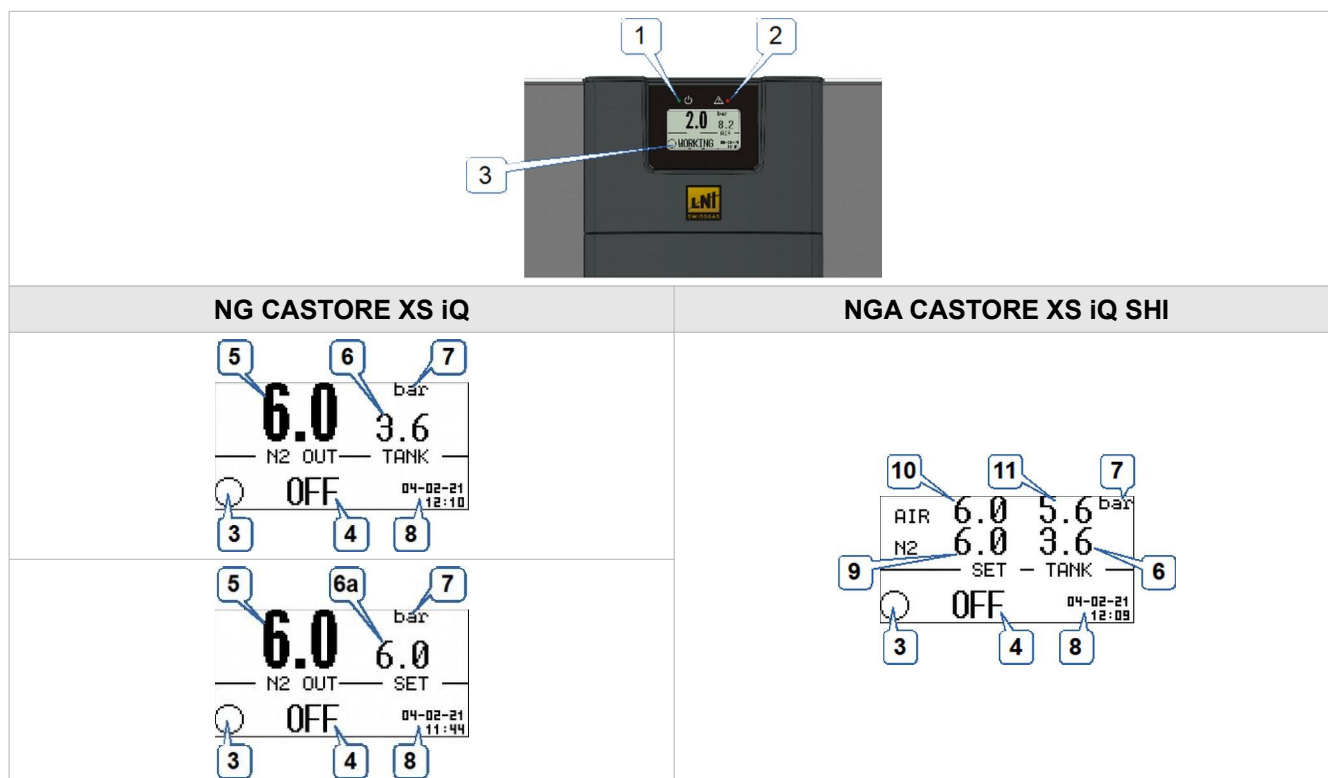 1 2
2.0 bar
8.2
AIR
WORKING
3
LNI
SWISSGAS
NG CASTORE XS iQ
NGA CASTORE XS iQ SHI
5 6 7
bar
6.0 3.6
N2 OUT TANK
OFF 04-02-21
12:10
3 4 8
5 6a 7
bar
6.0 6.0
N2 OUT SET
OFF 04-02-21
11:44
3 4 8
10 11 7
AIR 6.0 5.6 bar
N2 6.0 3.6
9 SET TANK 6
OFF 04-02-21
12:09
3 4 8